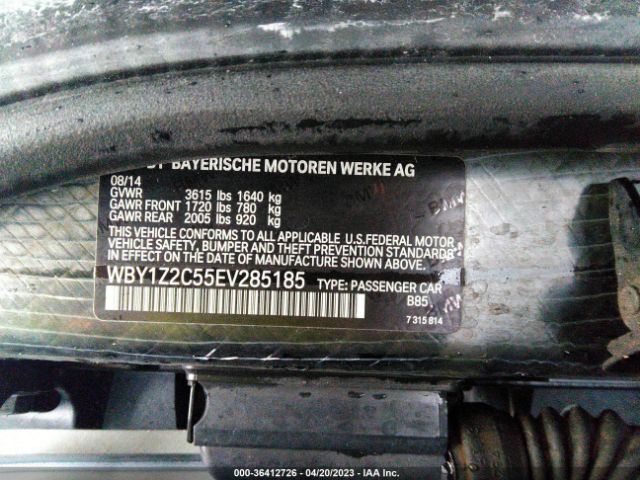 BAYERISCHE MOTOREN WERKE AG
08/14
GVWR 3615 lbs 1640 kg
GAWR FRONT 1720 lbs 780 kg
GAWR REAR 2005 lbs 920 kg
THIS VEHICLE CONFORMS TO ALL APPLICABLE U.S.FEDERAL MOTOR
VEHICLE SAFETY, BUMPER AND THEFT PREVENTION STANDARDS
IN EFFECT ON THE DATE OF MANUFACTURE SHOWN ABOVE.
WBY1Z2C55EV285185 TYPE: PASSENGER CAR
B85
7 315 814
000-36412726 - 04/20/2023 - IAA Inc.